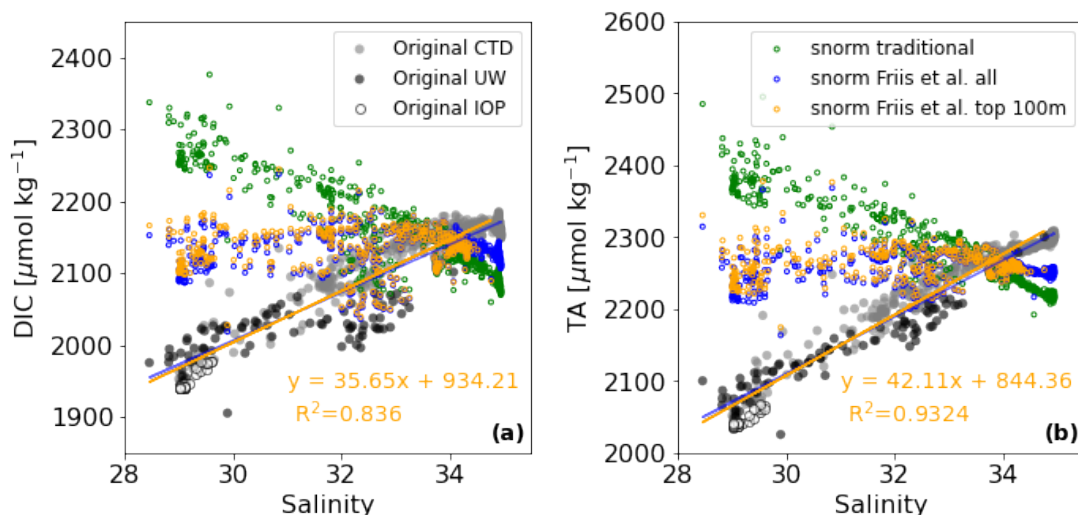 DIC [μmol kg⁻¹]
2400
2300
2200
2100
2000
1900
28
30
32
34
Salinity
Original CTD
Original UW
Original IOP
y = 35.65x + 934.21
R²=0.836
(a)
TA [μmol kg⁻¹]
2600
2500
2400
2300
2200
2100
2000
28
30
32
34
Salinity
snorm traditional
snorm Friis et al. all
snorm Friis et al. top 100m
y = 42.11x + 844.36
R²=0.9324
(b)